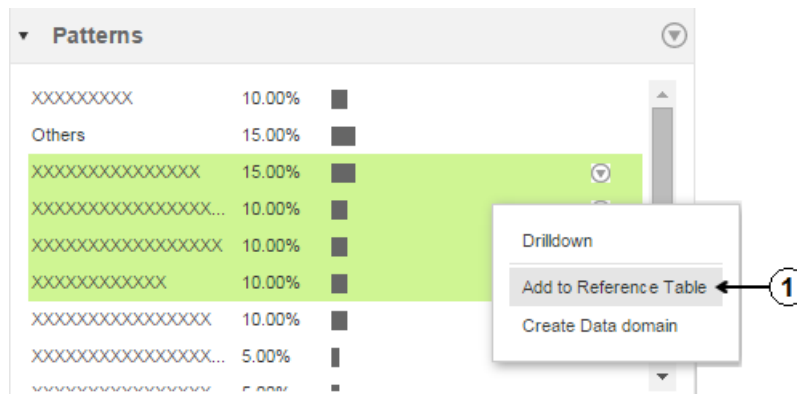 Patterns
XXXXXXXXX 10.00%
Others 15.00%
XXXXXXXXXXXXXXX 15.00%
XXXXXXXXXXXXXXXX... 10.00%
XXXXXXXXXXXXXXXXX 10.00%
XXXXXXXXXXXX 10.00%
XXXXXXXXXXXXXXXX 10.00%
XXXXXXXXXXXXXXXX... 5.00%
Drilldown
Add to Reference Table
1
Create Data domain